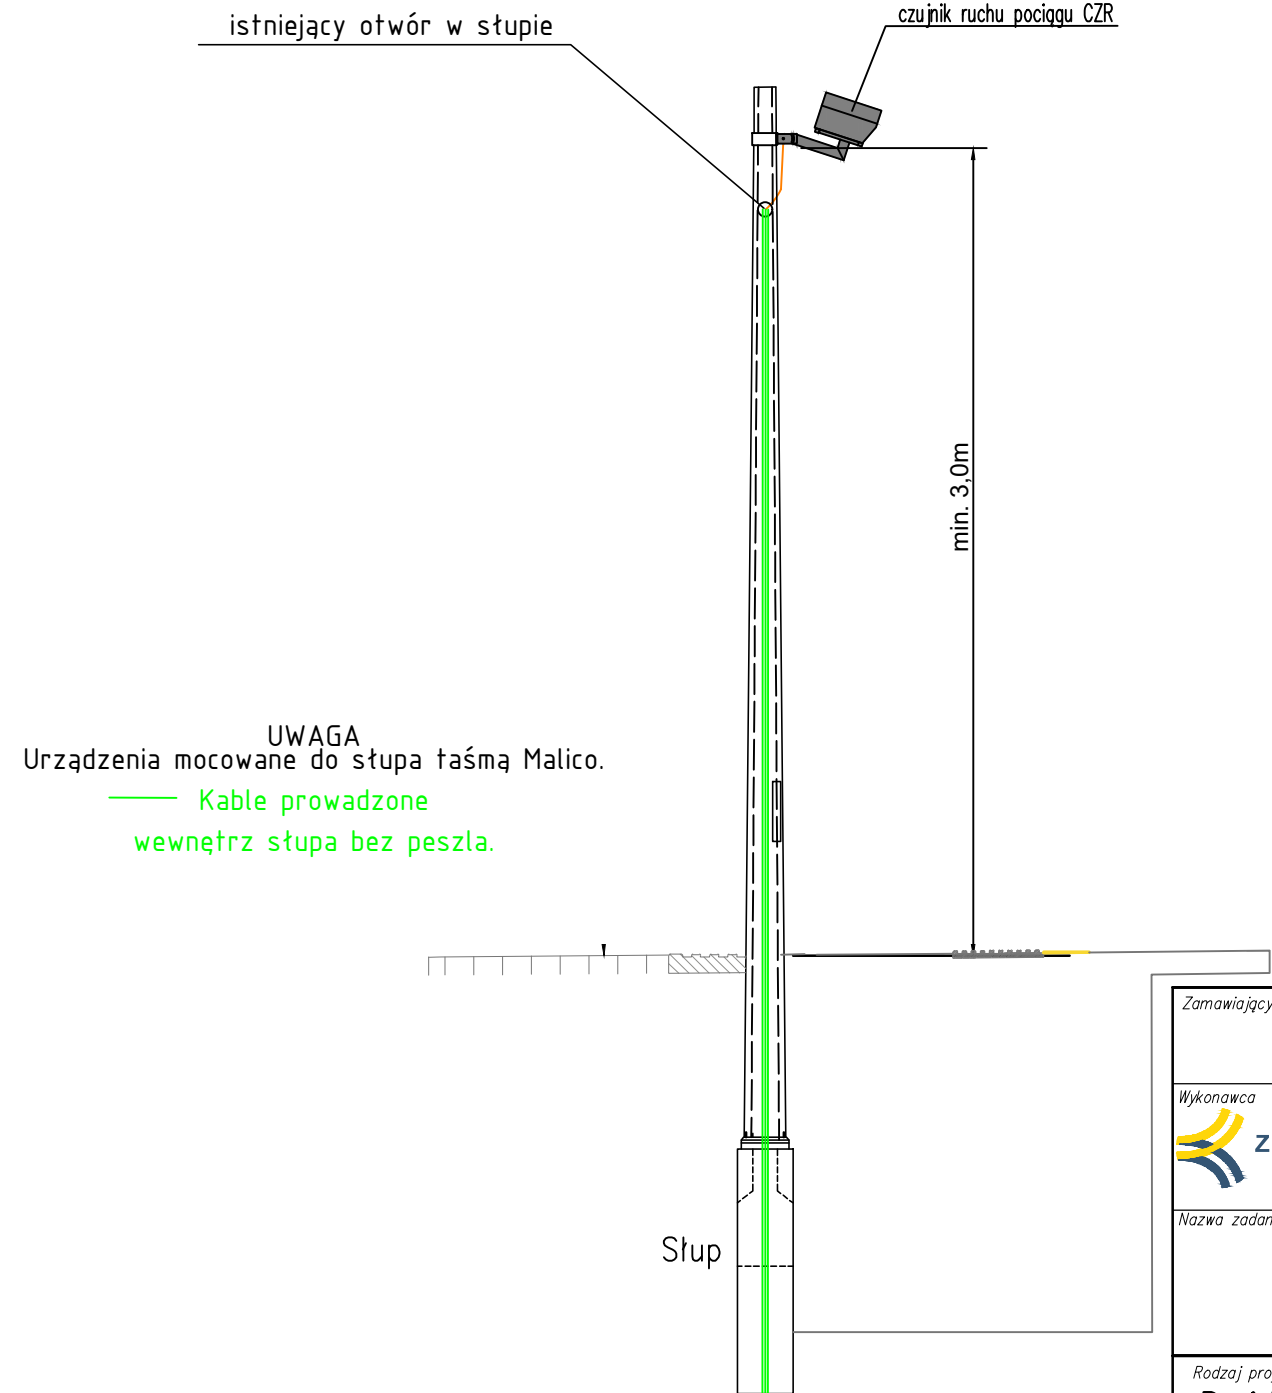 istniejący otwór w słupie
czujnik ruchu pociągu CZR
min. 3,0m
UWAGA
Urządzenia mocowane do słupa taśmą Malico.
Kable prowadzone
wewnętrz słupa bez peszla.
Zamawiający
Wykonawca
Z
Nazwa zadan
Słup
Rodzaj proj